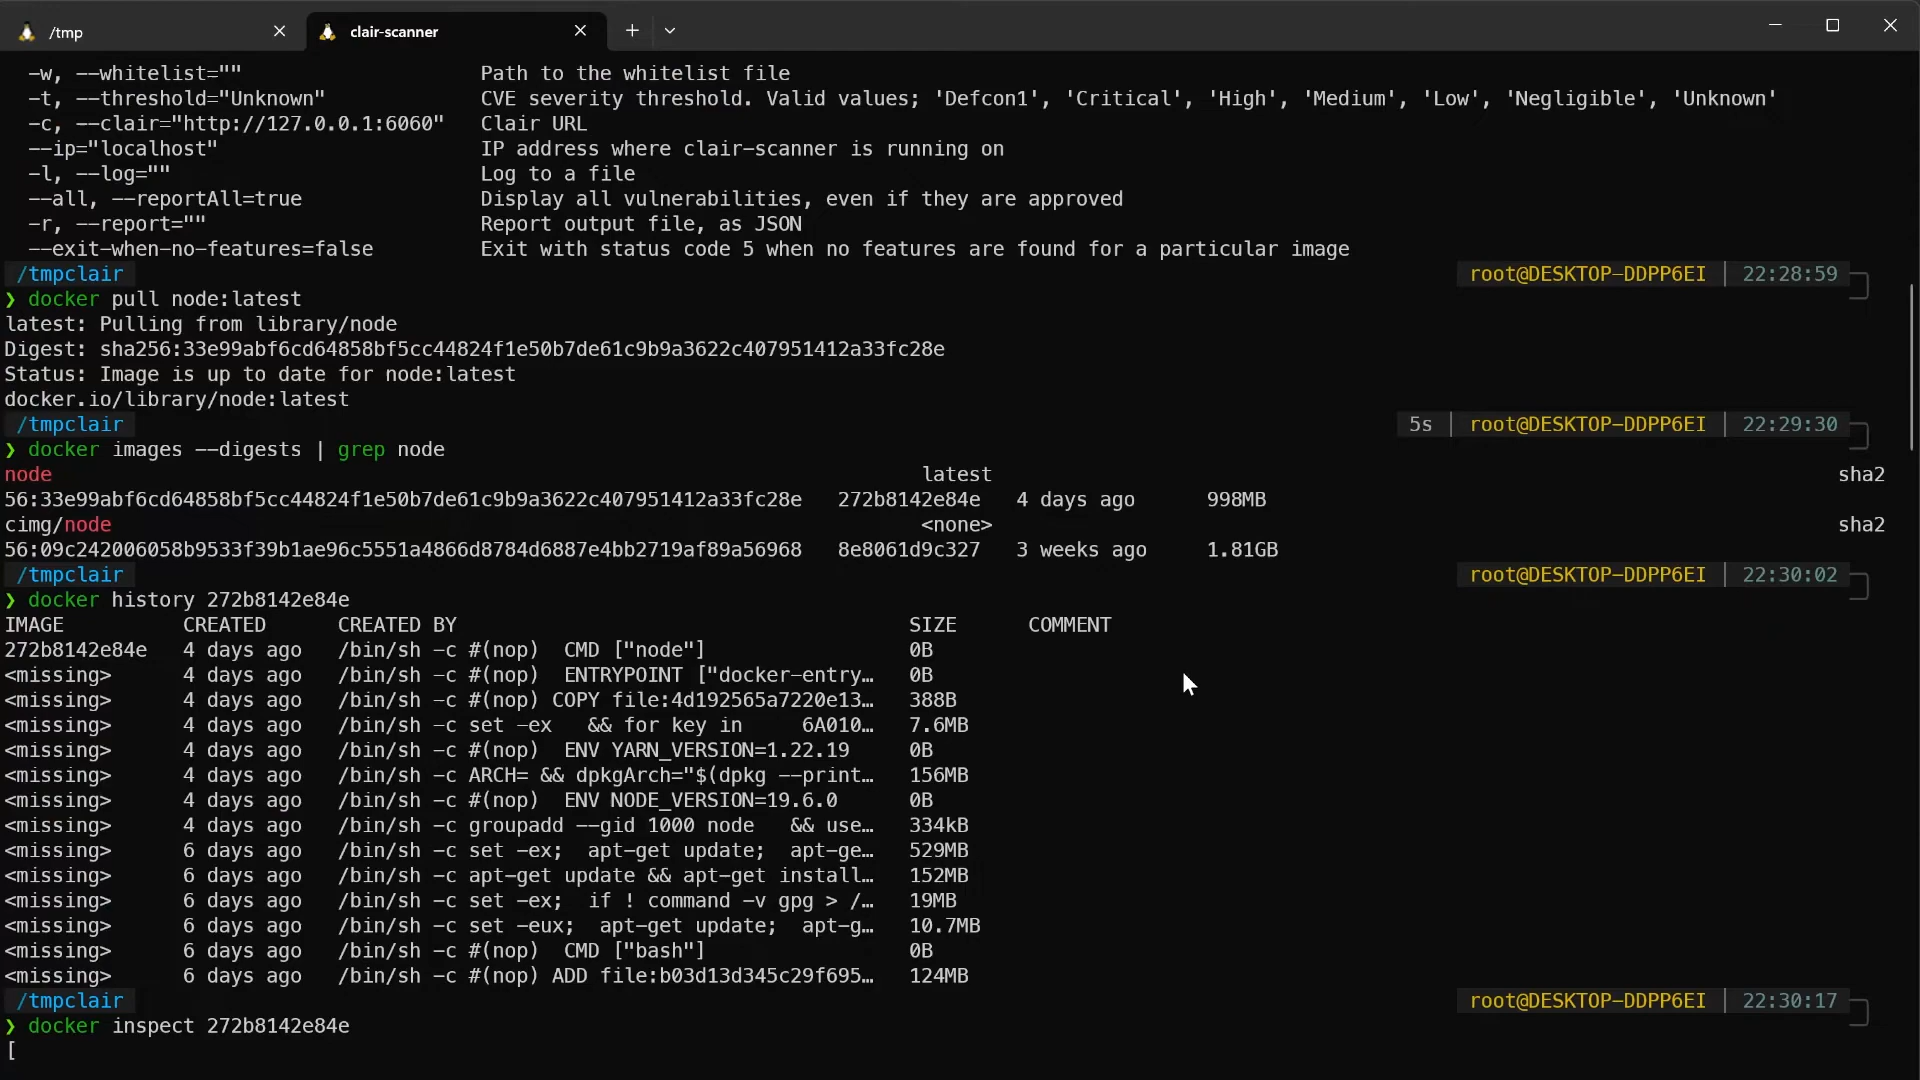 /tmp
clair-scanner
-w, --whitelist="" Path to the whitelist file
-t, --threshold="Unknown" CVE severity threshold. Valid values; 'Defcon1', 'Critical', 'High', 'Medium', 'Low', 'Negligible', 'Unknown'
-c, --clair="http://127.0.0.1:6060" Clair URL
--ip="localhost" IP address where clair-scanner is running on
-l, --log="" Log to a file
--all, --reportAll=true Display all vulnerabilities, even if they are approved
-r, --report="" Report output file, as JSON
--exit-when-no-features=false Exit with status code 5 when no features are found for a particular image
/tmpclair root@DESKTOP-DDPP6EI | 22:28:59
❯ docker pull node:latest
latest: Pulling from library/node
Digest: sha256:33e99abf6cd64858bf5cc44824f1e50b7de61c9b9a3622c407951412a33fc28e
Status: Image is up to date for node:latest
docker.io/library/node:latest
/tmpclair 5s | root@DESKTOP-DDPP6EI | 22:29:30
❯ docker images --digests | grep node
node latest sha2
56:33e99abf6cd64858bf5cc44824f1e50b7de61c9b9a3622c407951412a33fc28e 272b8142e84e 4 days ago 998MB
cimg/node <none> sha2
56:09c242006058b9533f39b1ae96c5551a4866d8784d6887e4bb2719af89a56968 8e8061d9c327 3 weeks ago 1.81GB
/tmpclair root@DESKTOP-DDPP6EI | 22:30:02
❯ docker history 272b8142e84e
IMAGE CREATED CREATED BY SIZE COMMENT
272b8142e84e 4 days ago /bin/sh -c #(nop)  CMD ["node"] 0B
<missing> 4 days ago /bin/sh -c #(nop)  ENTRYPOINT ["docker-entry… 0B
<missing> 4 days ago /bin/sh -c #(nop) COPY file:4d192565a7220e13… 388B
<missing> 4 days ago /bin/sh -c set -ex   && for key in     6A010… 7.6MB
<missing> 4 days ago /bin/sh -c #(nop)  ENV YARN_VERSION=1.22.19 0B
<missing> 4 days ago /bin/sh -c ARCH= && dpkgArch="$(dpkg --print… 156MB
<missing> 4 days ago /bin/sh -c #(nop)  ENV NODE_VERSION=19.6.0 0B
<missing> 4 days ago /bin/sh -c groupadd --gid 1000 node   && use… 334kB
<missing> 6 days ago /bin/sh -c set -ex;  apt-get update;  apt-ge… 529MB
<missing> 6 days ago /bin/sh -c apt-get update && apt-get install… 152MB
<missing> 6 days ago /bin/sh -c set -ex;  if ! command -v gpg > /… 19MB
<missing> 6 days ago /bin/sh -c set -eux;  apt-get update;  apt-g… 10.7MB
<missing> 6 days ago /bin/sh -c #(nop)  CMD ["bash"] 0B
<missing> 6 days ago /bin/sh -c #(nop) ADD file:b03d13d345c29f695… 124MB
/tmpclair root@DESKTOP-DDPP6EI | 22:30:17
❯ docker inspect 272b8142e84e
[